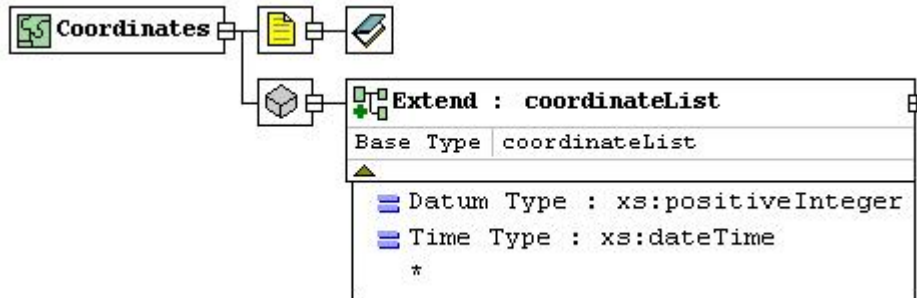 Coordinates
Extend : coordinateList
Base Type coordinateList
Datum Type : xs:positiveInteger
Time Type : xs:dateTime
*